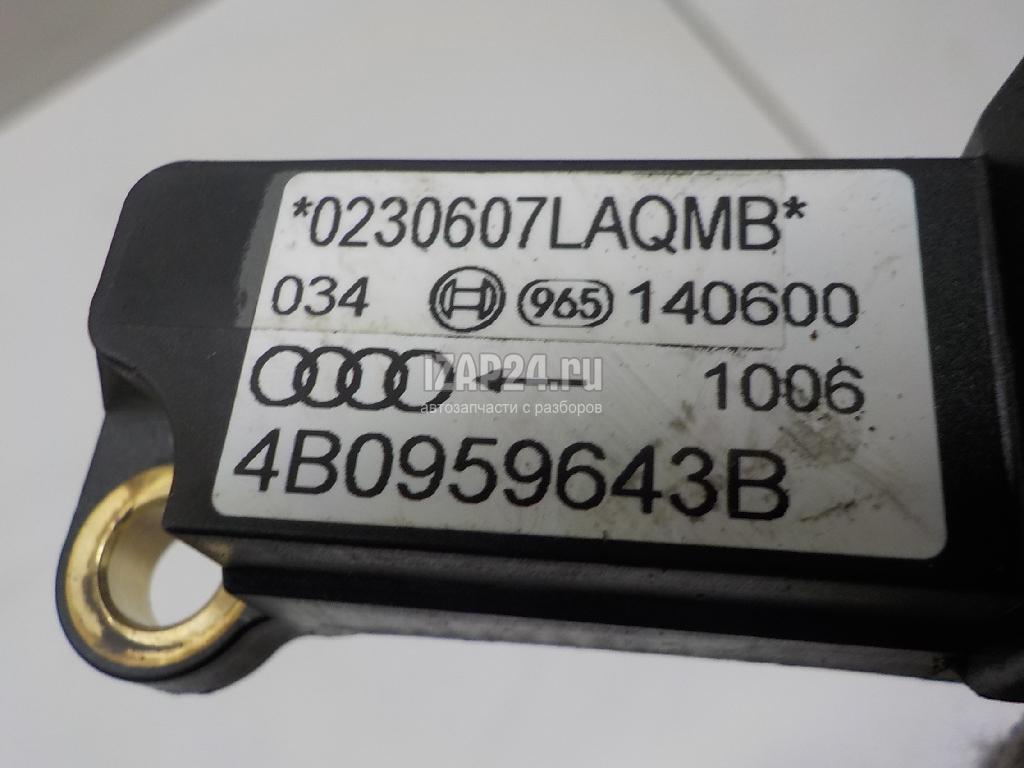 *0230607LAQMB*
034 965 140600
1006
IZAP24.ru
автозапчасти с разборов
4B0959643B